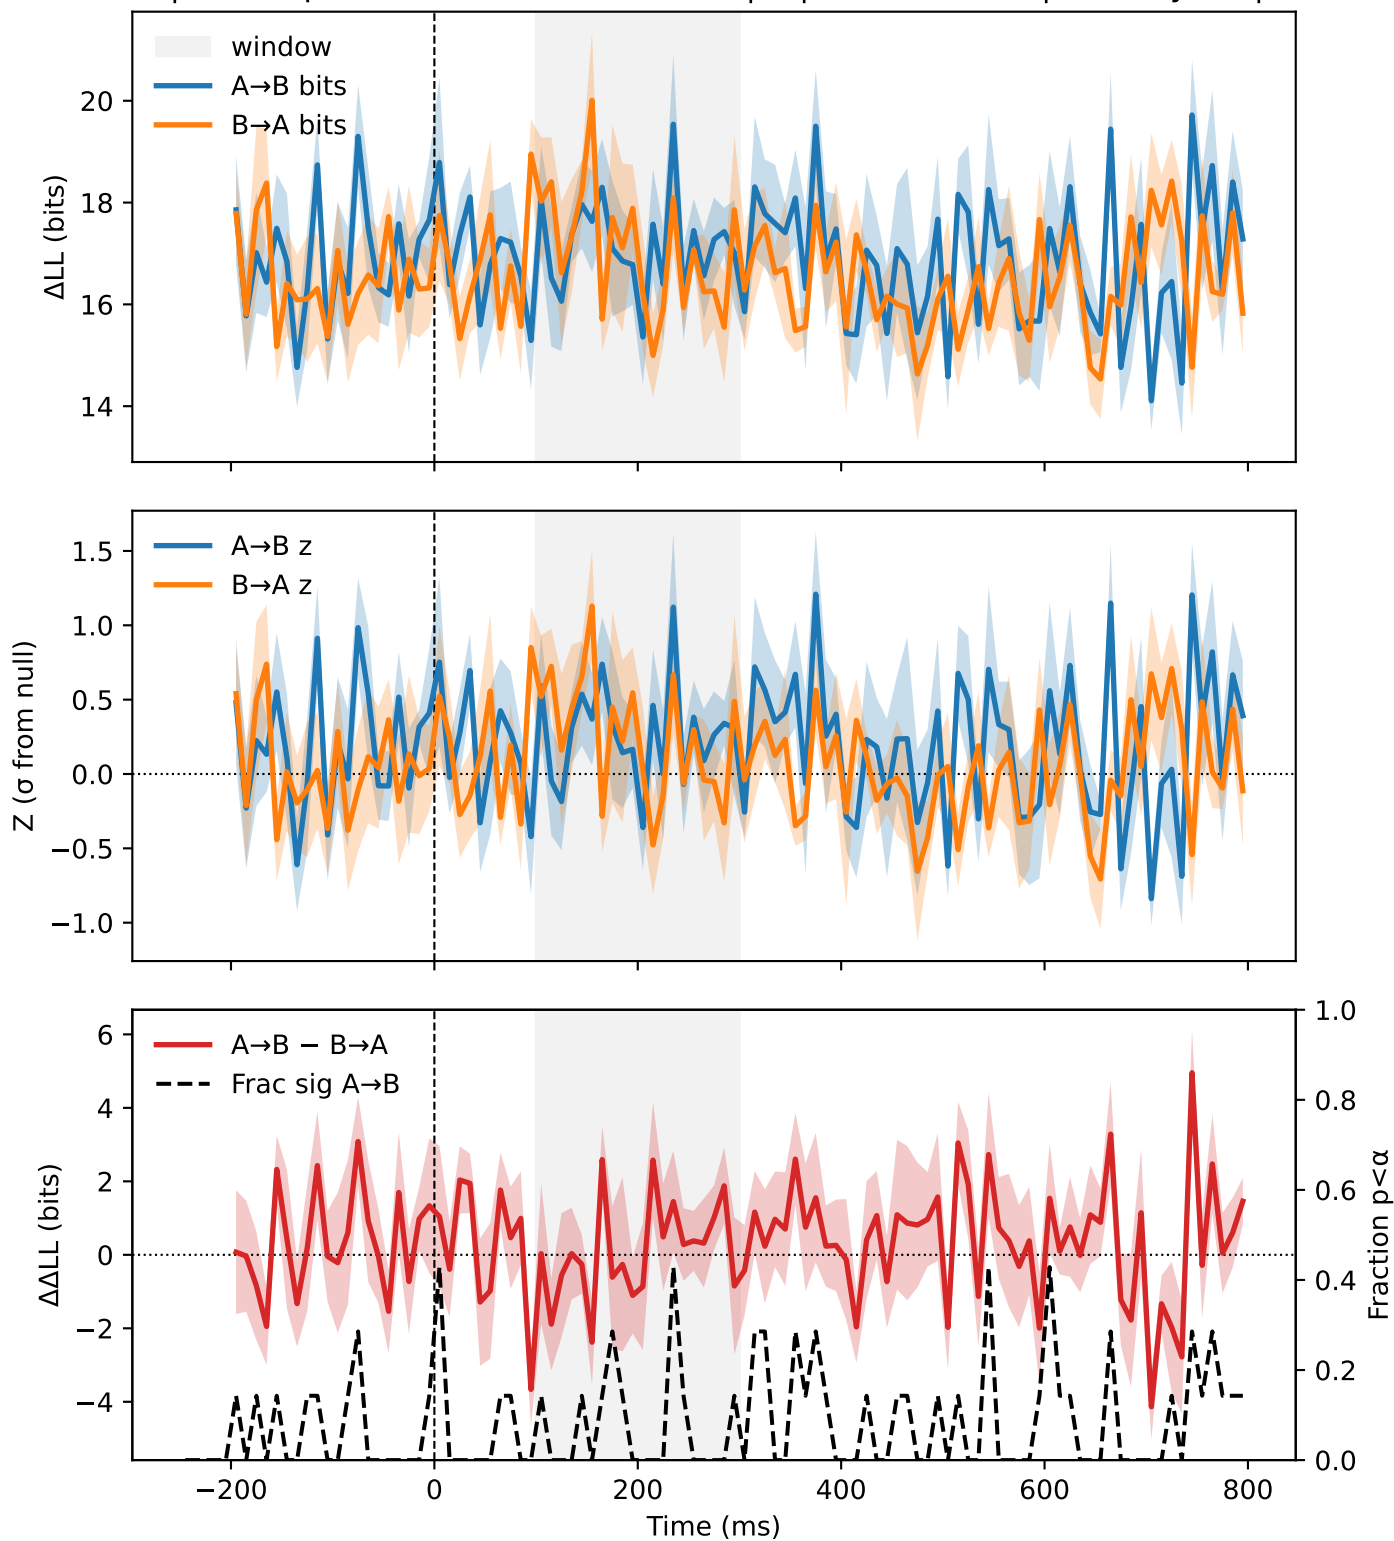 window
A→B bits
B→A bits
ΔLL (bits)
20
18
16
14
A→B z
B→A z
Z (σ from null)
1.5
1.0
0.5
0.0
−0.5
−1.0
A→B − B→A
Frac sig A→B
ΔΔLL (bits)
6
4
2
0
−2
−4
1.0
0.8
0.6
0.4
0.2
0.0
Fraction p<α
−200
0
200
400
600
800
Time (ms)